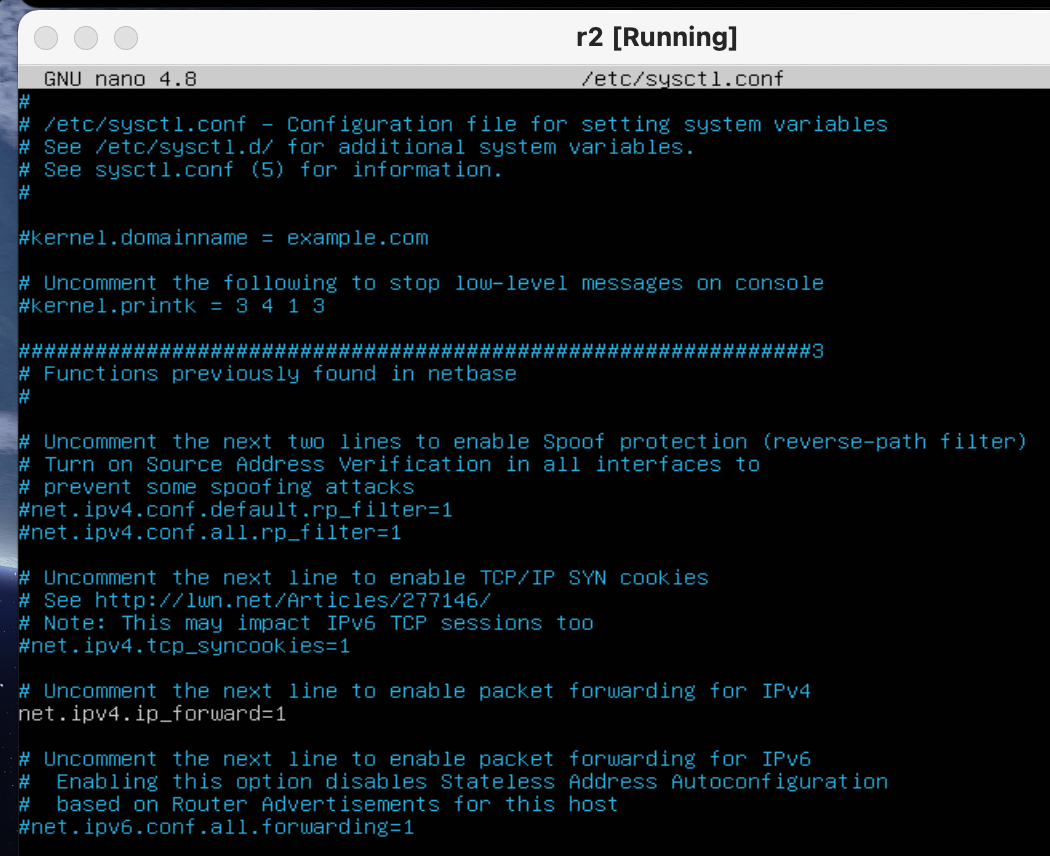 r2 [Running]
GNU nano 4.8 /etc/sysctl.conf
#
# /etc/sysctl.conf - Configuration file for setting system variables
# See /etc/sysctl.d/ for additional system variables.
# See sysctl.conf (5) for information.
#
#kernel.domainname = example.com
# Uncomment the following to stop low-level messages on console
#kernel.printk = 3 4 1 3
##############################################################3
# Functions previously found in netbase
#
# Uncomment the next two lines to enable Spoof protection (reverse-path filter)
# Turn on Source Address Verification in all interfaces to
# prevent some spoofing attacks
#net.ipv4.conf.default.rp_filter=1
#net.ipv4.conf.all.rp_filter=1
# Uncomment the next line to enable TCP/IP SYN cookies
# See http://lwn.net/Articles/277146/
# Note: This may impact IPv6 TCP sessions too
#net.ipv4.tcp_syncookies=1
# Uncomment the next line to enable packet forwarding for IPv4
net.ipv4.ip_forward=1
# Uncomment the next line to enable packet forwarding for IPv6
#  Enabling this option disables Stateless Address Autoconfiguration
#  based on Router Advertisements for this host
#net.ipv6.conf.all.forwarding=1